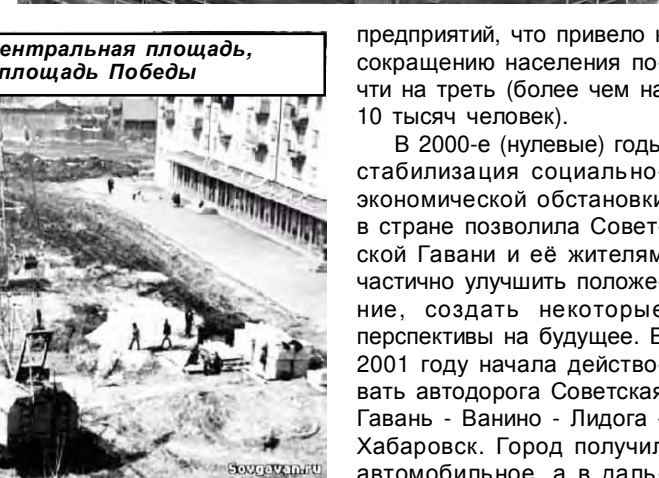 ентральная площадь,
площадь Победы
Sovgavan.ru
предприятий, что привело к
сокращению населения по-
чти на треть (более чем на
10 тысяч человек).
В 2000-е (нулевые) годы
стабилизация социально-
экономической обстановки
в стране позволила Совет-
ской Гавани и её жителям
частично улучшить положе-
ние, создать некоторые
перспективы на будущее. В
2001 году начала действо-
вать автодорога Советская
Гавань - Ванино - Лидога -
Хабаровск. Город получил
автомобильное, а в даль-